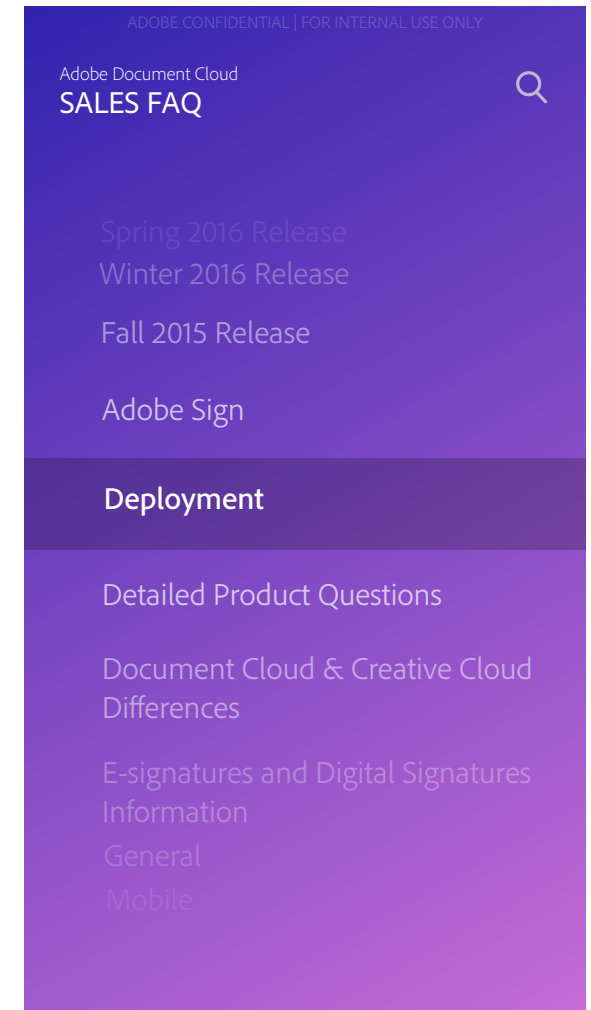 ADOBE CONFIDENTIAL | FOR INTERNAL USE ONLY
Adobe Document Cloud
SALES FAQ
Spring 2016 Release
Winter 2016 Release
Fall 2015 Release
Adobe Sign
Deployment
Detailed Product Questions
Document Cloud & Creative Cloud
Differences
E-signatures and Digital Signatures
Information
General
Mobile